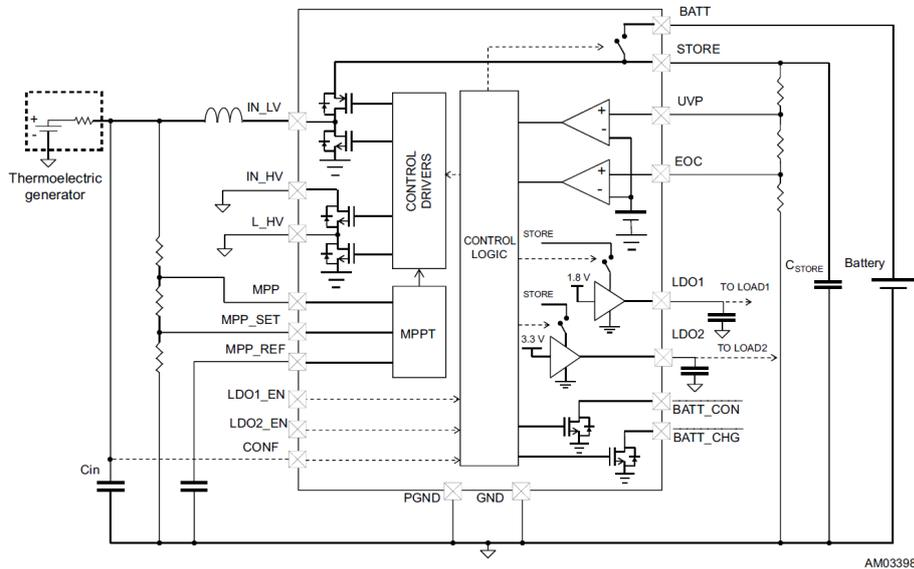 BATT
STORE
IN_LV
UVP
+
-
+
-
Thermoelectric
generator
CONTROL
DRIVERS
EOC
+
-
IN_HV
L_HV
CONTROL
LOGIC
STORE
CSTORE
Battery
1.8 V
LDO1
TO LOAD1
MPP
STORE
MPP_SET
MPPT
LDO2
3.3 V
TO LOAD2
MPP_REF
LDO1_EN
BATT_CON
LDO2_EN
BATT_CHG
CONF
Cin
PGND
GND
AM03398